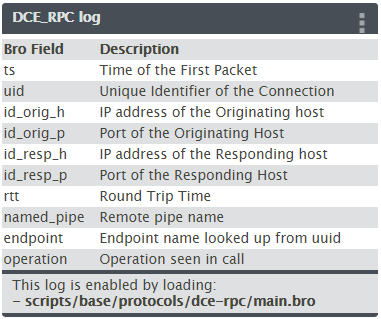 DCE_RPC log
Bro Field Description
ts Time of the First Packet
uid Unique Identifier of the Connection
id_orig_h IP address of the Originating host
id_orig_p Port of the Originating Host
id_resp_h IP address of the Responding host
id_resp_p Port of the Responding Host
rtt Round Trip Time
named_pipe Remote pipe name
endpoint Endpoint name looked up from uuid
operation Operation seen in call
This log is enabled by loading:
– scripts/base/protocols/dce-rpc/main.bro